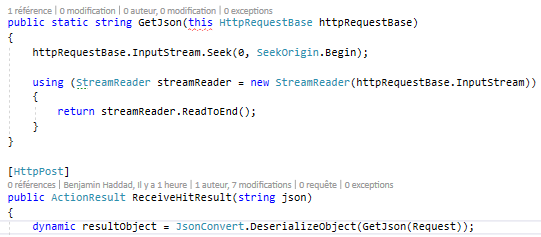 1 référence | 0 modification | 0 auteur, 0 modification | 0 exceptions
public static string GetJson(this HttpRequestBase httpRequestBase)
{
httpRequestBase.InputStream.Seek(0, SeekOrigin.Begin);
using (StreamReader streamReader = new StreamReader(httpRequestBase.InputStream))
{
return streamReader.ReadToEnd();
}
}
[HttpPost]
0 références | Benjamin Haddad, Il y a 1 heure | 1 auteur, 7 modifications | 0 requête | 0 exceptions
public ActionResult ReceiveHitResult(string json)
{
dynamic resultObject = JsonConvert.DeserializeObject(GetJson(Request));